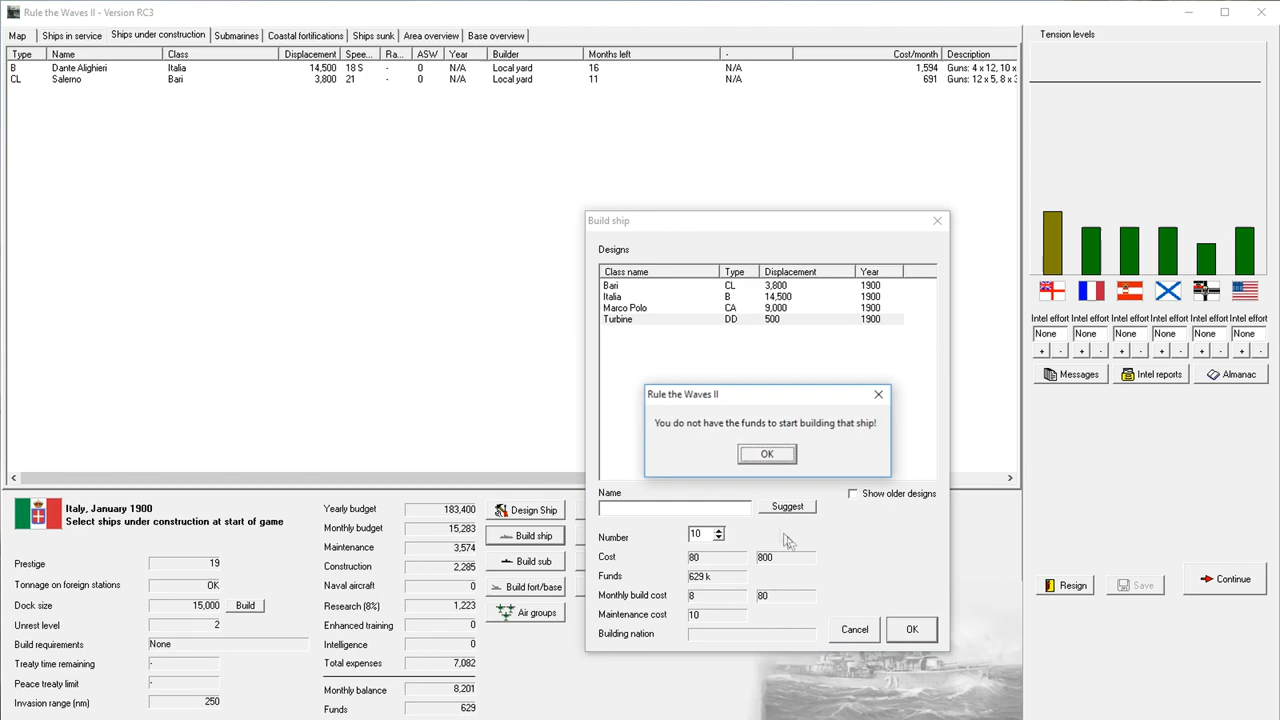 Rule the Waves II - Version RC3
Map Ships in service Ships under construction Submarines Coastal fortifications Ships sunk Area overview Base overview
Type Name Class Displacement Spee... Ra... ASW Year Builder Months left - Cost/month Description
B Dante Alighieri Italia 14,500 18 S - 0 N/A Local yard 16 N/A 1,594 Guns: 4 x 12, 10 x
CL Salerno Bari 3,800 21 - 0 N/A Local yard 11 N/A 691 Guns: 12 x 5, 8 x 3
Tension levels
Intel effort Intel effort Intel effort Intel effort Intel effort Intel effort
None None None None None None
+ - + - + - + - + - + -
Messages Intel reports Almanac
Build ship
Designs
Class name Type Displacement Year
Bari CL 3,800 1900
Italia B 14,500 1900
Marco Polo CA 9,000 1900
Turbine DD 500 1900
Rule the Waves II
You do not have the funds to start building that ship!
OK
Name Show older designs
Suggest
Number 10
Cost 80 800
Funds 629 k
Monthly build cost 8 80
Maintenance cost 10
Building nation
Cancel OK
Italy, January 1900
Select ships under construction at start of game
Prestige 19
Tonnage on foreign stations OK
Dock size 15,000 Build
Unrest level 2
Build requirements None
Treaty time remaining -
Peace treaty limit -
Invasion range (nm) 250
Yearly budget 183,400
Monthly budget 15,283
Maintenance 3,574
Construction 2,285
Naval aircraft 0
Research (8%) 1,223
Enhanced training 0
Intelligence 0
Total expenses 7,082
Monthly balance 8,201
Funds 629
Design Ship
Build ship
Build sub
Build fort/base
Air groups
Resign Save Continue